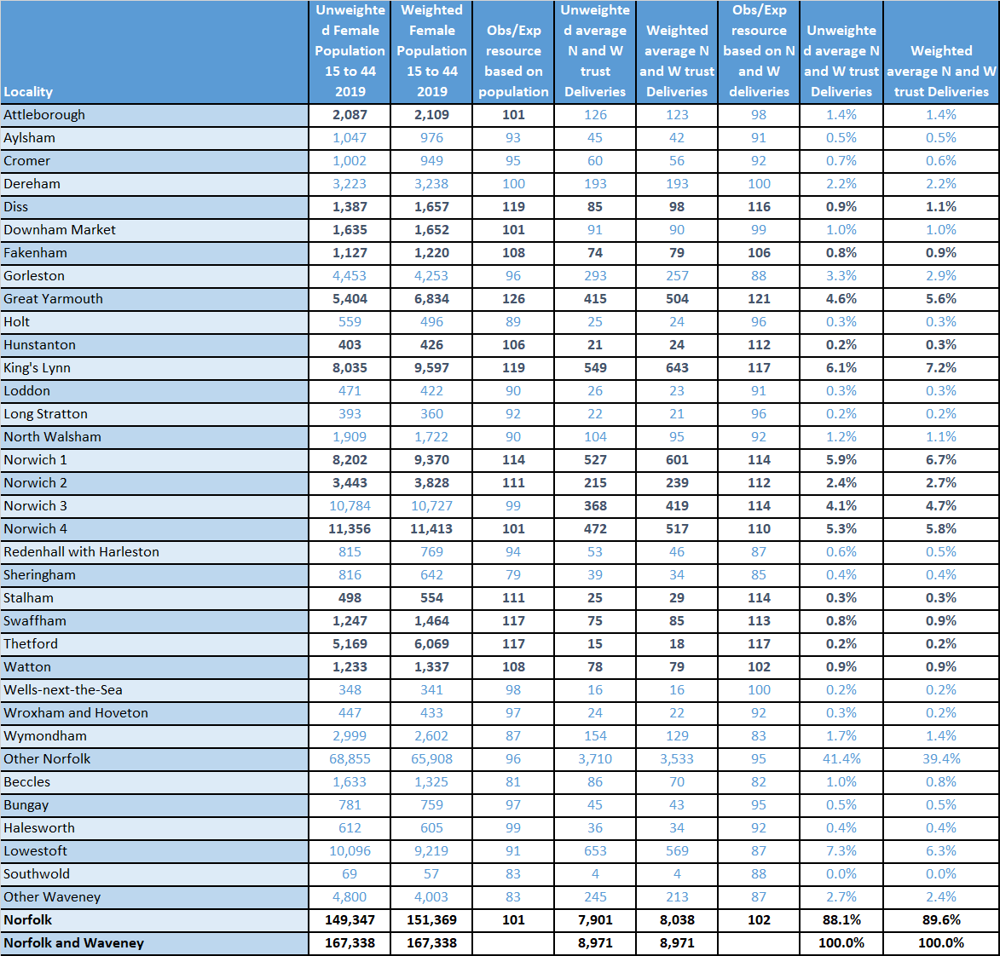 Locality Unweighte d Female Population 15 to 44 2019 Weighted Female Population 15 to 44 2019 Obs/Exp resource based on population Unweighte d average N and W trust Deliveries Weighted average N and W trust Deliveries Obs/Exp resource based on N and W deliveries Unweighte d average N and W trust Deliveries Weighted average N and W trust Deliveries
Attleborough 2,087 2,109 101 126 123 98 1.4% 1.4%
Aylsham 1,047 976 93 45 42 91 0.5% 0.5%
Cromer 1,002 949 95 60 56 92 0.7% 0.6%
Dereham 3,223 3,238 100 193 193 100 2.2% 2.2%
Diss 1,387 1,657 119 85 98 116 0.9% 1.1%
Downham Market 1,635 1,652 101 91 90 99 1.0% 1.0%
Fakenham 1,127 1,220 108 74 79 106 0.8% 0.9%
Gorleston 4,453 4,253 96 293 257 88 3.3% 2.9%
Great Yarmouth 5,404 6,834 126 415 504 121 4.6% 5.6%
Holt 559 496 89 25 24 96 0.3% 0.3%
Hunstanton 403 426 106 21 24 112 0.2% 0.3%
King's Lynn 8,035 9,597 119 549 643 117 6.1% 7.2%
Loddon 471 422 90 26 23 91 0.3% 0.3%
Long Stratton 393 360 92 22 21 96 0.2% 0.2%
North Walsham 1,909 1,722 90 104 95 92 1.2% 1.1%
Norwich 1 8,202 9,370 114 527 601 114 5.9% 6.7%
Norwich 2 3,443 3,828 111 215 239 112 2.4% 2.7%
Norwich 3 10,784 10,727 99 368 419 114 4.1% 4.7%
Norwich 4 11,356 11,413 101 472 517 110 5.3% 5.8%
Redenhall with Harleston 815 769 94 53 46 87 0.6% 0.5%
Sheringham 816 642 79 39 34 85 0.4% 0.4%
Stalham 498 554 111 25 29 114 0.3% 0.3%
Swaffham 1,247 1,464 117 75 85 113 0.8% 0.9%
Thetford 5,169 6,069 117 15 18 117 0.2% 0.2%
Watton 1,233 1,337 108 78 79 102 0.9% 0.9%
Wells-next-the-Sea 348 341 98 16 16 100 0.2% 0.2%
Wroxham and Hoveton 447 433 97 24 22 92 0.3% 0.2%
Wymondham 2,999 2,602 87 154 129 83 1.7% 1.4%
Other Norfolk 68,855 65,908 96 3,710 3,533 95 41.4% 39.4%
Beccles 1,633 1,325 81 86 70 82 1.0% 0.8%
Bungay 781 759 97 45 43 95 0.5% 0.5%
Halesworth 612 605 99 36 34 92 0.4% 0.4%
Lowestoft 10,096 9,219 91 653 569 87 7.3% 6.3%
Southwold 69 57 83 4 4 88 0.0% 0.0%
Other Waveney 4,800 4,003 83 245 213 87 2.7% 2.4%
Norfolk 149,347 151,369 101 7,901 8,038 102 88.1% 89.6%
Norfolk and Waveney 167,338 167,338 8,971 8,971 100.0% 100.0%